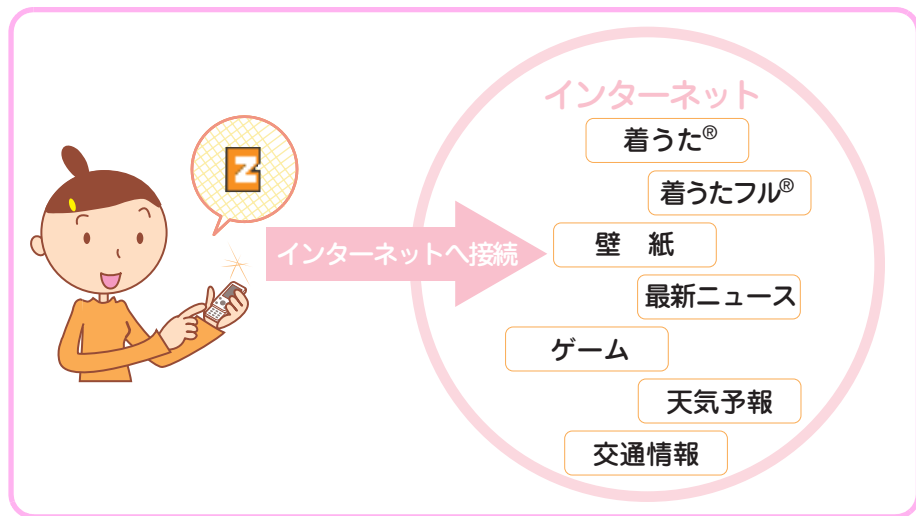 インターネット
着うた®
着うたフル®
Z
インターネットへ接続
壁　紙
最新ニュース
ゲーム
天気予報
交通情報